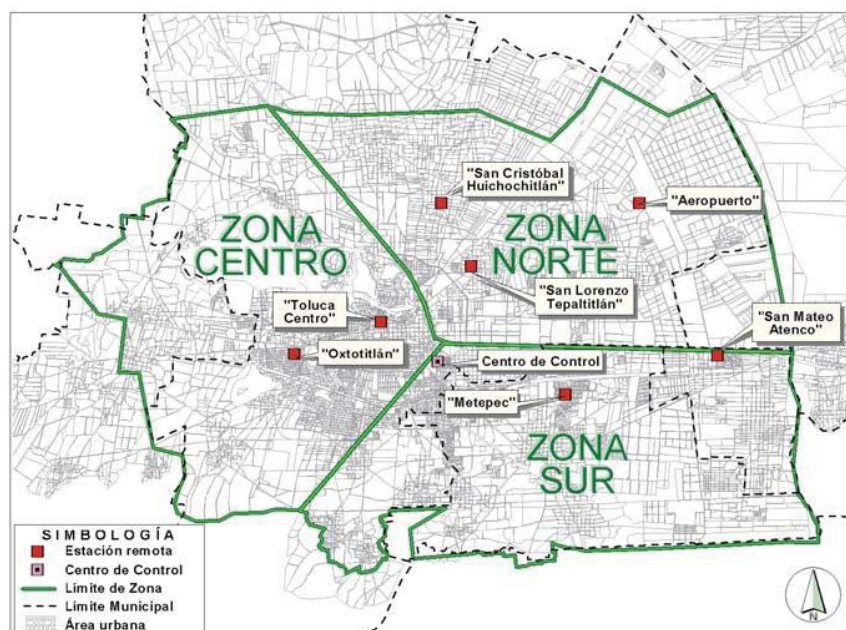 "San Cristóbal
Huichochitlán"
"Aeropuerto"
ZONA
CENTRO
ZONA
NORTE
"San Lorenzo
Tepaltitlán"
"Toluca
Centro"
"San Mateo
Atenco"
"Oxtotitlán"
Centro de Control
"Metepec"
ZONA
SUR
SIMBOLOGÍA
Estación remota
Centro de Control
Límite de Zona
Límite Municipal
Área urbana
N